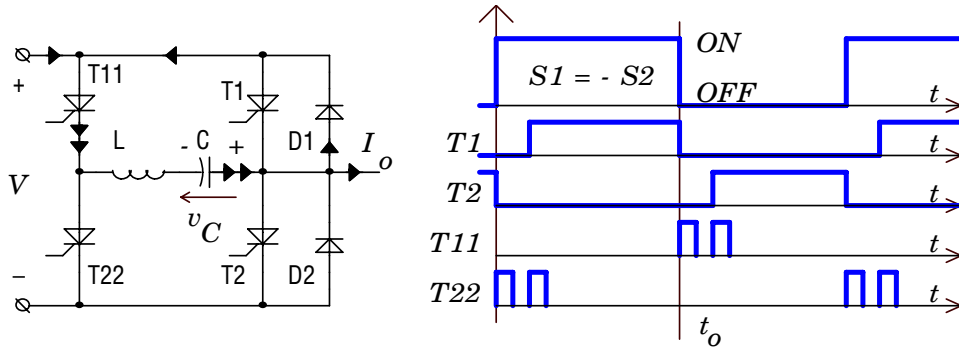 T11
T1
+
L
- C +
D1
I o
V
v C
−
T22
T2
D2
ON
S1 = - S2
OFF
t
T1
t
T2
t
T11
t
T22
t
t o